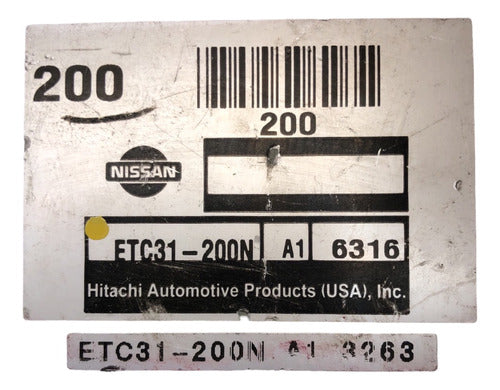 200
200
NISSAN
ETC31-200N A1 6316
Hitachi Automotive Products (USA), Inc.
ETC31-200N A1 3263